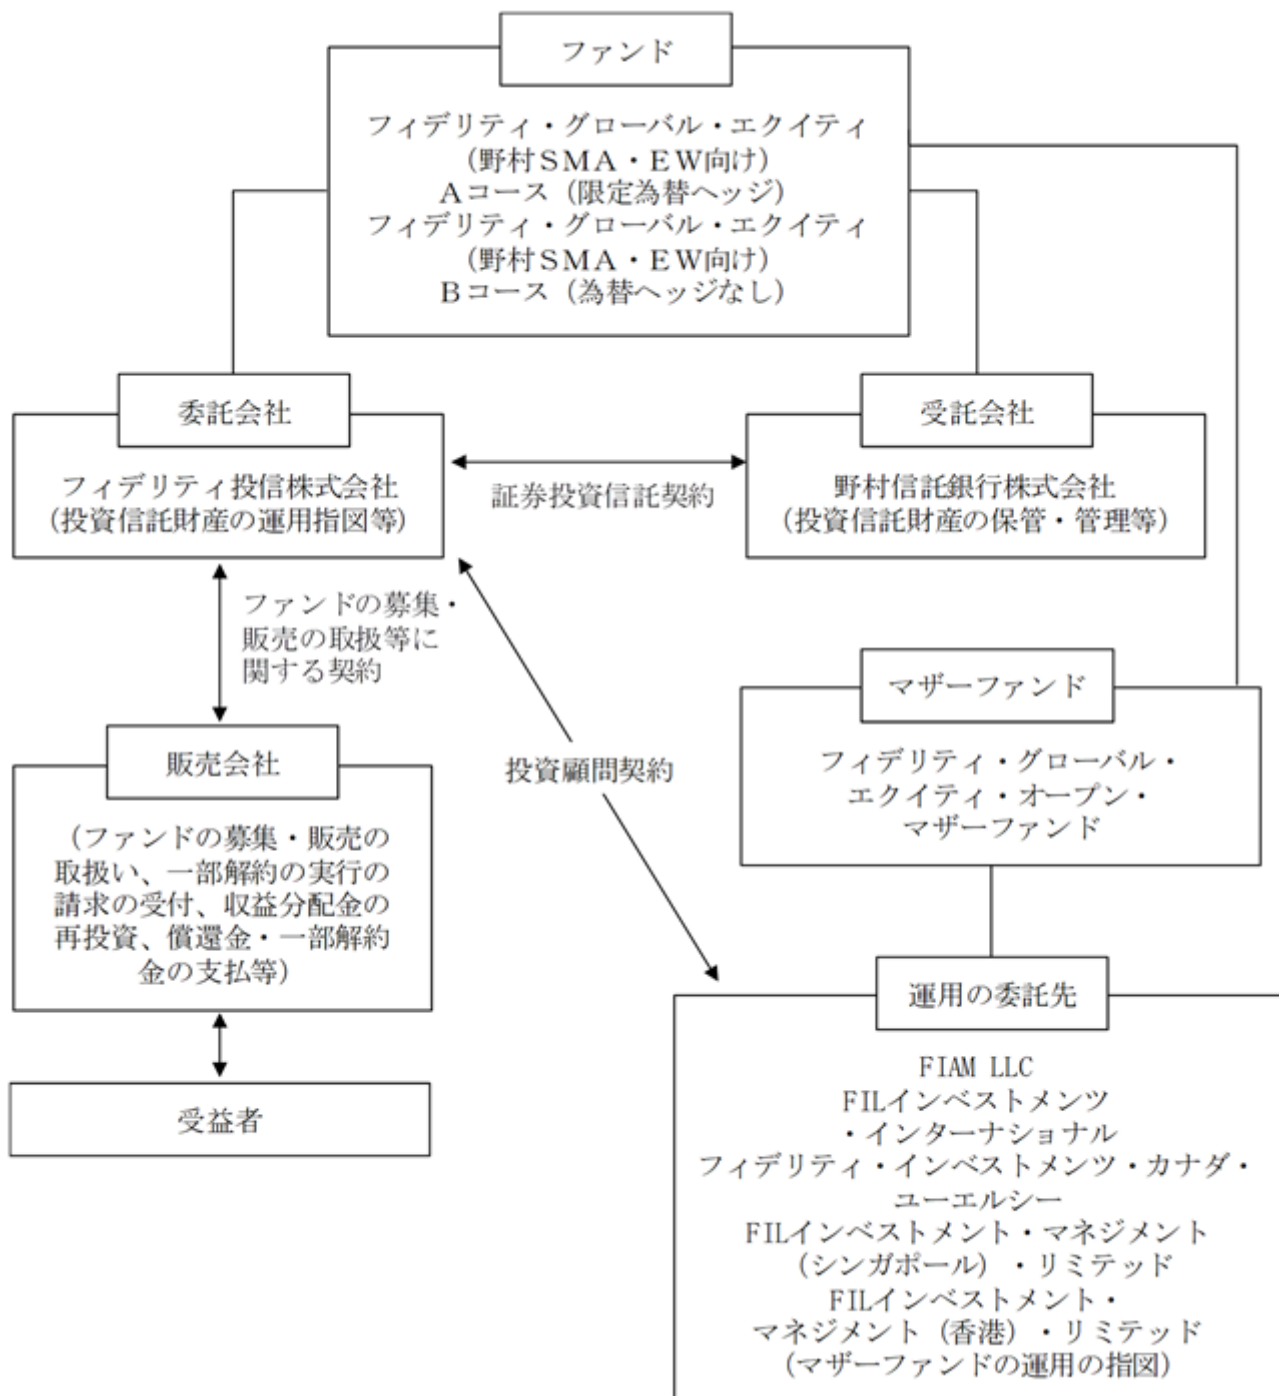 ファンド
フィデリティ・グローバル・エクイティ
(野村SMA・EW向け)
Aコース(限定為替ヘッジ)
フィデリティ・グローバル・エクイティ
(野村SMA・EW向け)
Bコース(為替ヘッジなし)
委託会社
フィデリティ投信株式会社
(投資信託財産の運用指図等)
証券投資信託契約
受託会社
野村信託銀行株式会社
(投資信託財産の保管・管理等)
ファンドの募集・
販売の取扱等に
関する契約
投資顧問契約
マザーファンド
フィデリティ・グローバル・
エクイティ・オープン・
マザーファンド
販売会社
(ファンドの募集・販売の
取扱い、一部解約の実行の
請求の受付、収益分配金の
再投資、償還金・一部解約
金の支払等)
受益者
運用の委託先
FIAM LLC
FILインベストメンツ
・インターナショナル
フィデリティ・インベストメンツ・カナダ・
ユーエルシー
FILインベストメント・マネジメント
(シンガポール)・リミテッド
FILインベストメント・
マネジメント(香港)・リミテッド
(マザーファンドの運用の指図)